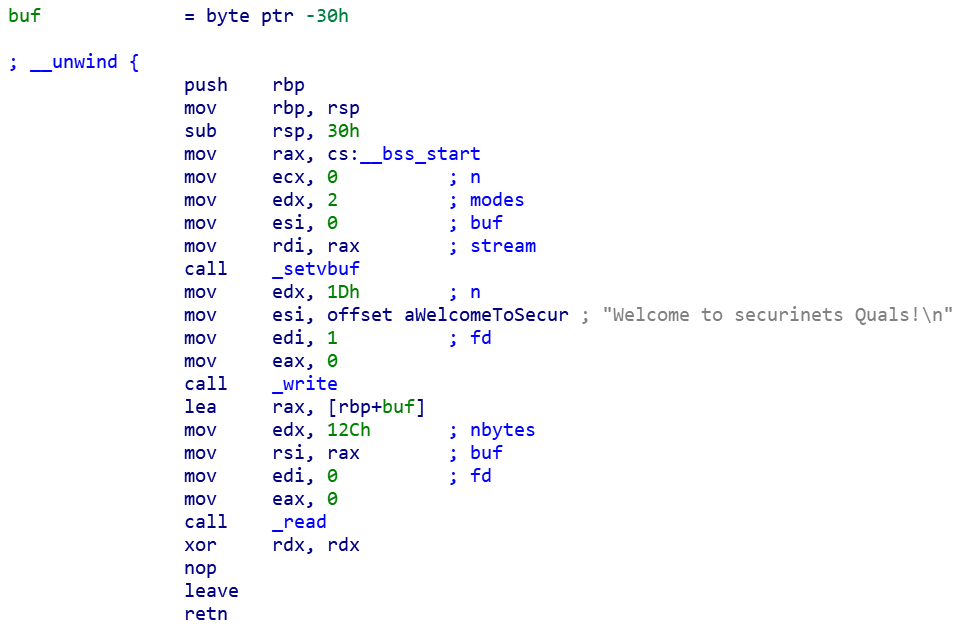 buf = byte ptr -30h
; __unwind {
push rbp
mov rbp, rsp
sub rsp, 30h
mov rax, cs:__bss_start
mov ecx, 0 ; n
mov edx, 2 ; modes
mov esi, 0 ; buf
mov rdi, rax ; stream
call _setvbuf
mov edx, 1Dh ; n
mov esi, offset aWelcomeToSecur ; "Welcome to securinets Quals!\n"
mov edi, 1 ; fd
mov eax, 0
call _write
lea rax, [rbp+buf]
mov edx, 12Ch ; nbytes
mov rsi, rax ; buf
mov edi, 0 ; fd
mov eax, 0
call _read
xor rdx, rdx
nop
leave
retn